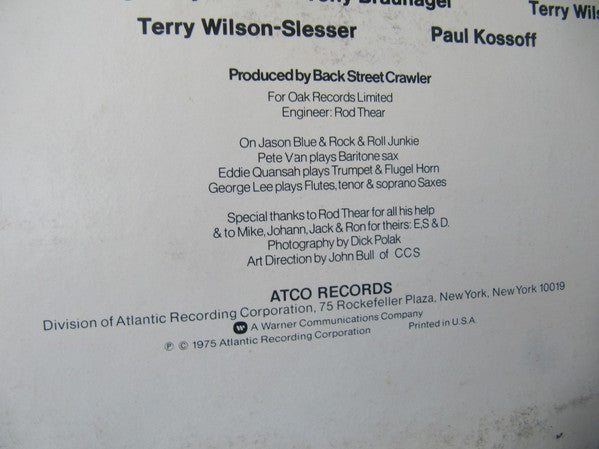 Tony Braunagel
Terry
Terry Wilson-Slesser
Paul Kossoff
Produced by Back Street Crawler
For Oak Records Limited
Engineer: Rod Thear
On Jason Blue & Rock & Roll Junkie
Pete Van plays Baritone sax
Eddie Quansah plays Trumpet & Flugel Horn
George Lee plays Flutes, tenor & soprano Saxes
Special thanks to Rod Thear for all his help
& to Mike, Johann, Jack & Ron for theirs: E,S & D.
Photography by Dick Polak
Art Direction by John Bull of CCS
ATCO RECORDS
Division of Atlantic Recording Corporation, 75 Rockefeller Plaza, New York, New York 10019
W A Warner Communications Company
℗ © 1975 Atlantic Recording Corporation Printed in U.S.A.